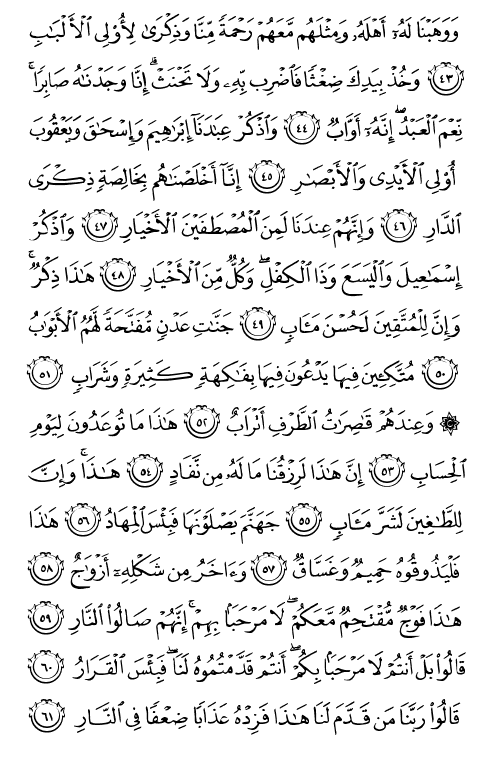 وَوَهَبْنَا لَهُۥٓ أَهْلَهُۥ وَمِثْلَهُم مَّعَهُمْ رَحْمَةً مِّنَّا وَذِكْرَىٰ لِأُو۟لِى ٱلْأَلْبَٰبِ
٤٣ وَخُذْ بِيَدِكَ ضِغْثًا فَٱضْرِب بِّهِۦ وَلَا تَحْنَثْ ۗ إِنَّا وَجَدْنَٰهُ صَابِرًا ۚ
نِّعْمَ ٱلْعَبْدُ ۖ إِنَّهُۥٓ أَوَّابٌ ٤٤ وَٱذْكُرْ عِبَٰدَنَآ إِبْرَٰهِيمَ وَإِسْحَٰقَ وَيَعْقُوبَ
أُو۟لِى ٱلْأَيْدِى وَٱلْأَبْصَٰرِ ٤٥ إِنَّآ أَخْلَصْنَٰهُم بِخَالِصَةٍ ذِكْرَى
ٱلدَّارِ ٤٦ وَإِنَّهُمْ عِندَنَا لَمِنَ ٱلْمُصْطَفَيْنَ ٱلْأَخْيَارِ ٤٧ وَٱذْكُرْ
إِسْمَٰعِيلَ وَٱلْيَسَعَ وَذَا ٱلْكِفْلِ ۖ وَكُلٌّ مِّنَ ٱلْأَخْيَارِ ٤٨ هَٰذَا ذِكْرٌ ۚ
وَإِنَّ لِلْمُتَّقِينَ لَحُسْنَ مَـَٔابٍ ٤٩ جَنَّٰتِ عَدْنٍ مُّفَتَّحَةً لَّهُمُ ٱلْأَبْوَٰبُ
٥٠ مُتَّكِـِٔينَ فِيهَا يَدْعُونَ فِيهَا بِفَٰكِهَةٍ كَثِيرَةٍ وَشَرَابٍ ٥١
۞ وَعِندَهُمْ قَٰصِرَٰتُ ٱلطَّرْفِ أَتْرَابٌ ٥٢ هَٰذَا مَا تُوعَدُونَ لِيَوْمِ
ٱلْحِسَابِ ٥٣ إِنَّ هَٰذَا لَرِزْقُنَا مَا لَهُۥ مِن نَّفَادٍ ٥٤ هَٰذَا ۚ وَإِنَّ
لِلطَّٰغِينَ لَشَرَّ مَـَٔابٍ ٥٥ جَهَنَّمَ يَصْلَوْنَهَا فَبِئْسَ ٱلْمِهَادُ ٥٦ هَٰذَا
فَلْيَذُوقُوهُ حَمِيمٌ وَغَسَّاقٌ ٥٧ وَءَاخَرُ مِن شَكْلِهِۦٓ أَزْوَٰجٌ ٥٨
هَٰذَا فَوْجٌ مُّقْتَحِمٌ مَّعَكُمْ ۖ لَا مَرْحَبًۢا بِهِمْ ۚ إِنَّهُمْ صَالُوا۟ ٱلنَّارِ ٥٩
قَالُوا۟ بَلْ أَنتُمْ لَا مَرْحَبًۢا بِكُمْ ۖ أَنتُمْ قَدَّمْتُمُوهُ لَنَا ۖ فَبِئْسَ ٱلْقَرَارُ ٦٠
قَالُوا۟ رَبَّنَا مَن قَدَّمَ لَنَا هَٰذَا فَزِدْهُ عَذَابًا ضِعْفًا فِى ٱلنَّارِ ٦١